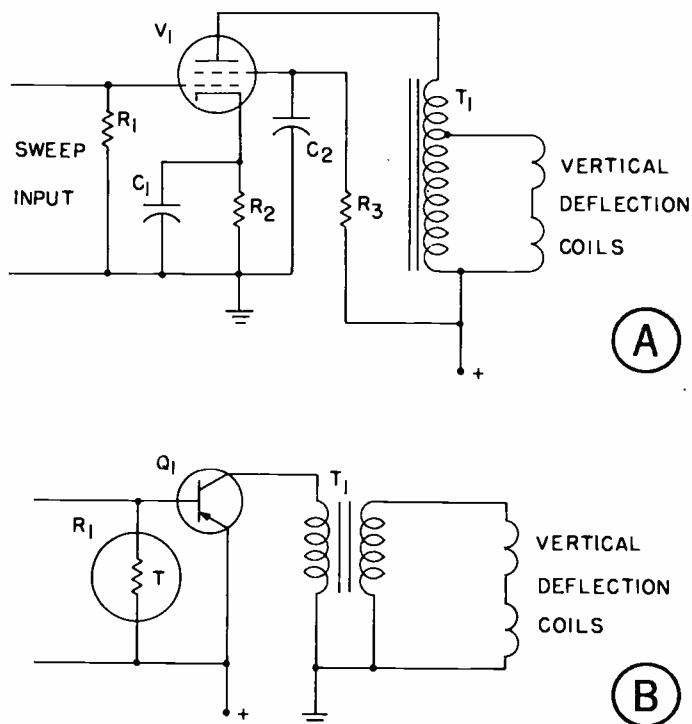 V1
T1
R1
SWEEP
INPUT
C1
R2
C2
R3
VERTICAL
DEFLECTION
COILS
+
A
Q1
T1
R1
T
VERTICAL
DEFLECTION
COILS
+
B